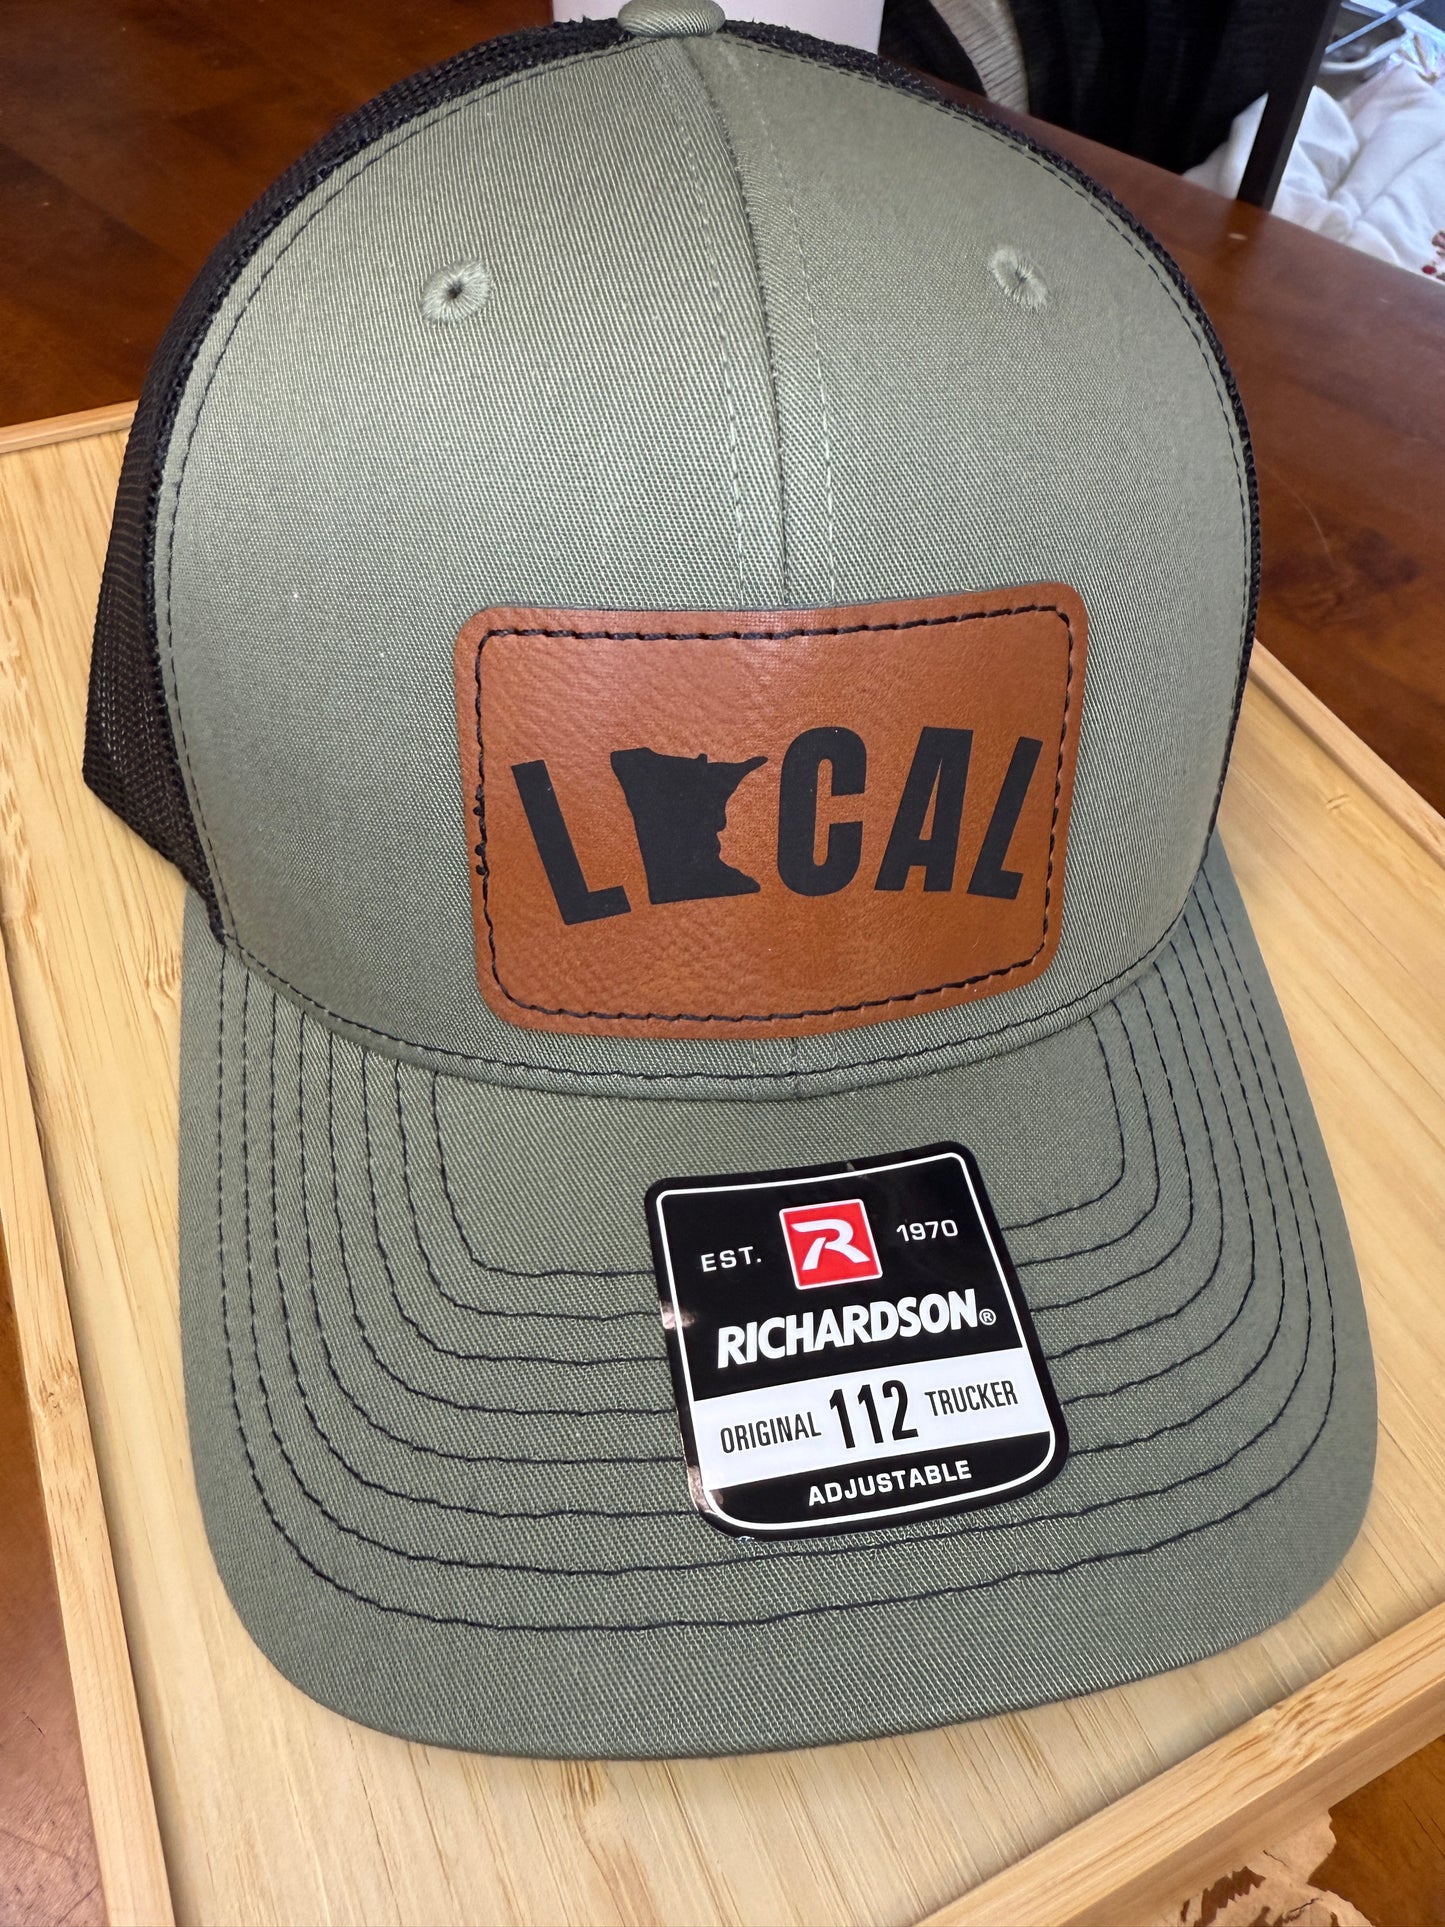 L CAL
EST. R 1970
RICHARDSON®
ORIGINAL 112 TRUCKER
ADJUSTABLE